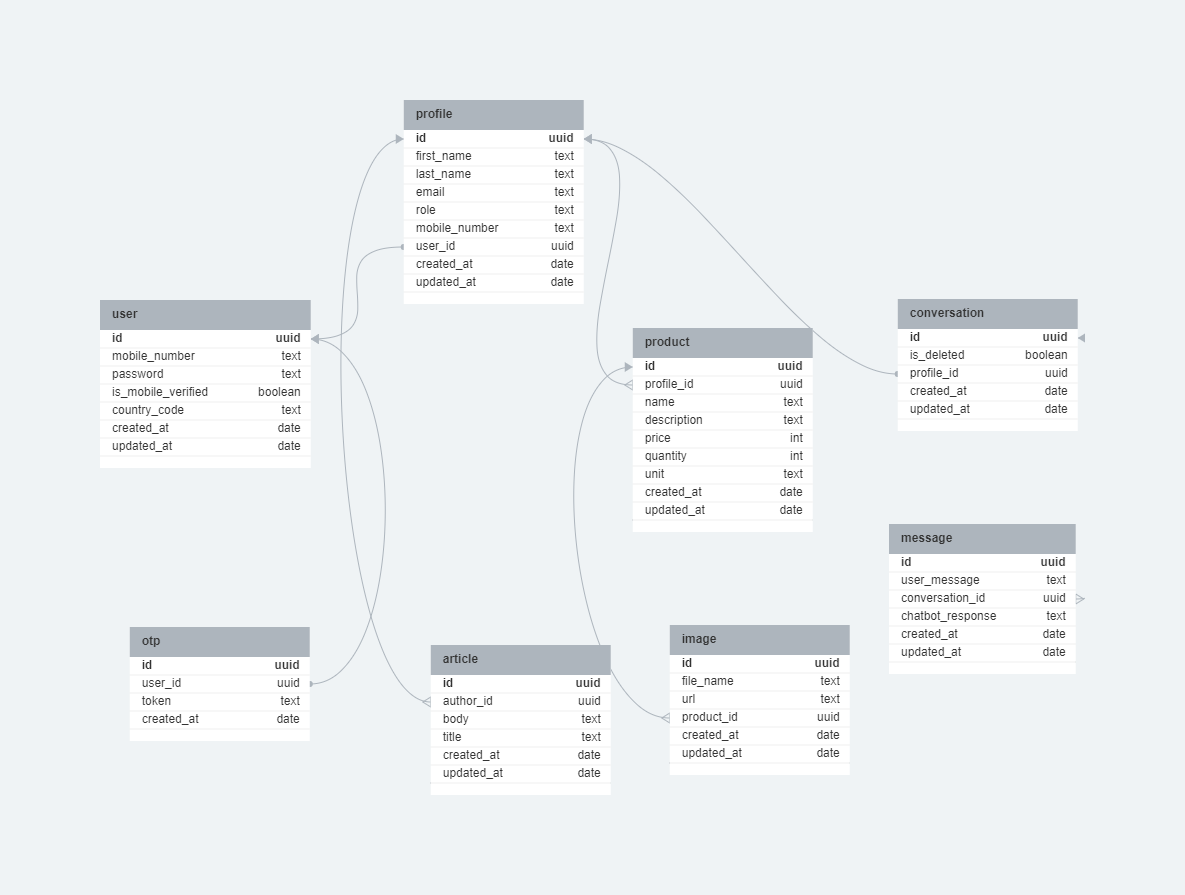 profile
id uuid
first_name text
last_name text
email text
role text
mobile_number text
user_id uuid
created_at date
updated_at date
user
id uuid
mobile_number text
password text
is_mobile_verified boolean
country_code text
created_at date
updated_at date
product
id uuid
profile_id uuid
name text
description text
price int
quantity int
unit text
created_at date
updated_at date
conversation
id uuid
is_deleted boolean
profile_id uuid
created_at date
updated_at date
message
id uuid
user_message text
conversation_id uuid
chatbot_response text
created_at date
updated_at date
otp
id uuid
user_id uuid
token text
created_at date
article
id uuid
author_id uuid
body text
title text
created_at date
updated_at date
image
id uuid
file_name text
url text
product_id uuid
created_at date
updated_at date